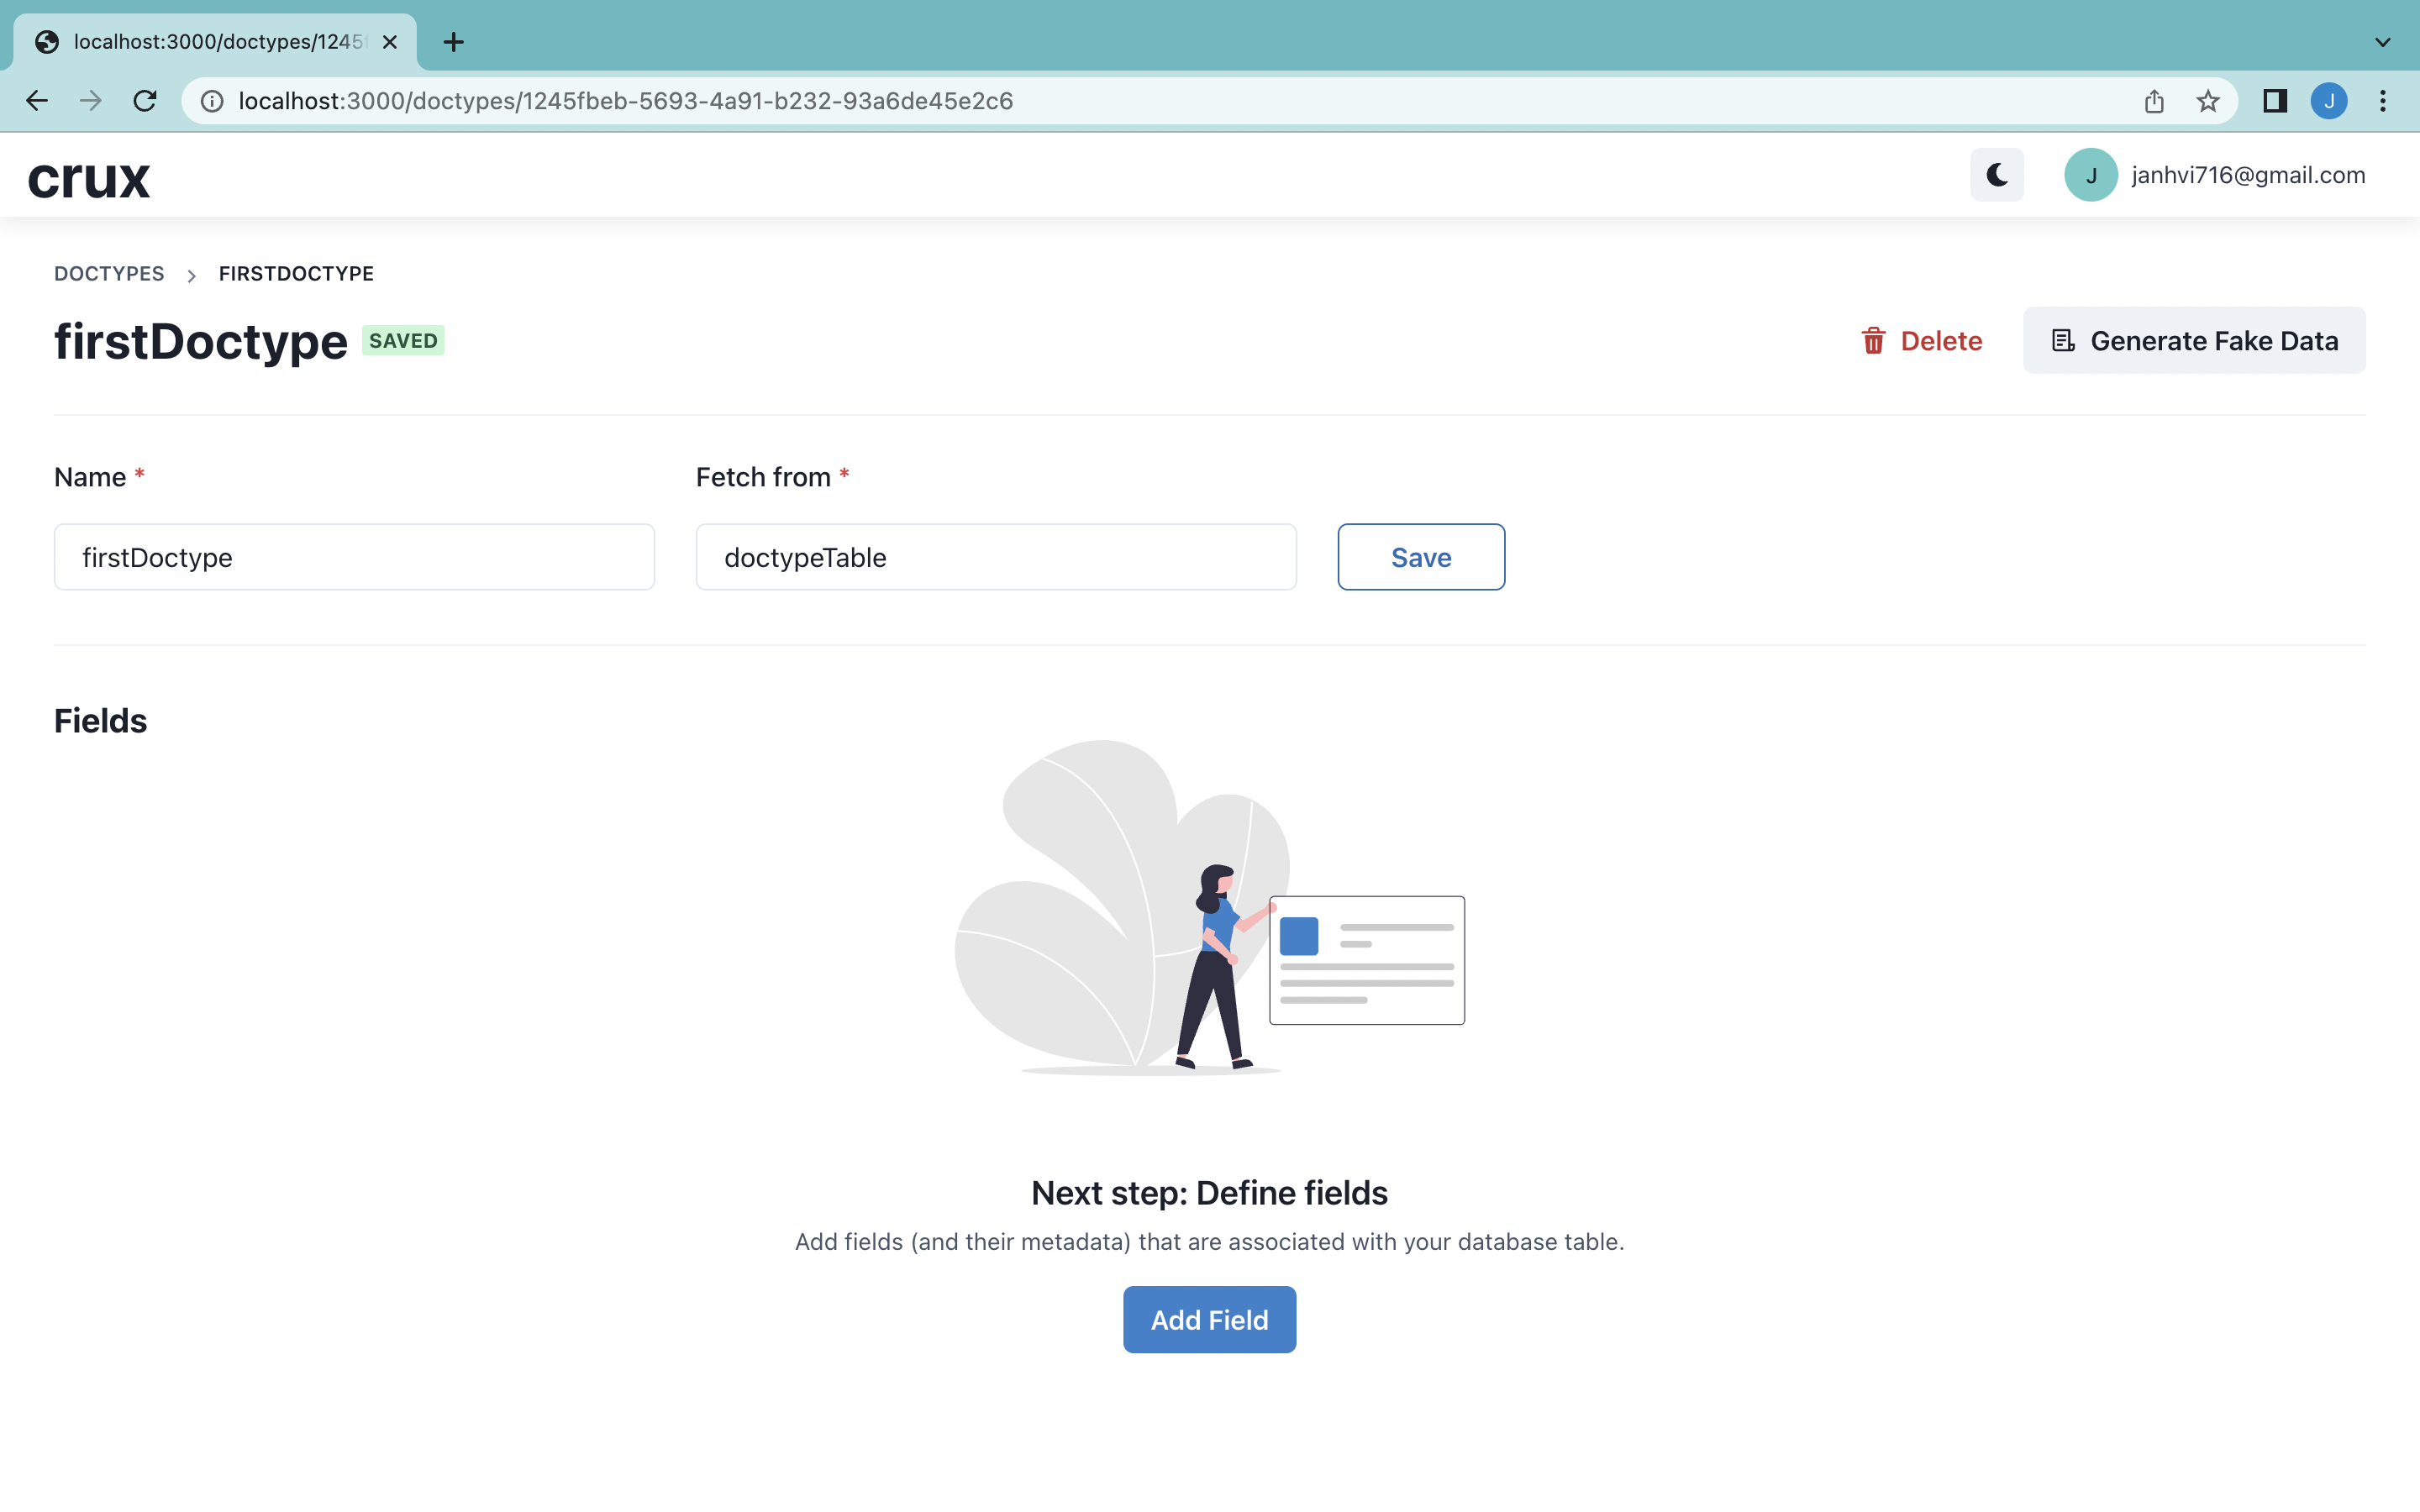 localhost:3000/doctypes/1245
localhost:3000/doctypes/1245fbeb-5693-4a91-b232-93a6de45e2c6
J
crux
J janhvi716@gmail.com
DOCTYPES > FIRSTDOCTYPE
firstDoctype SAVED
Delete Generate Fake Data
Name * Fetch from *
firstDoctype doctypeTable Save
Fields
Next step: Define fields
Add fields (and their metadata) that are associated with your database table.
Add Field